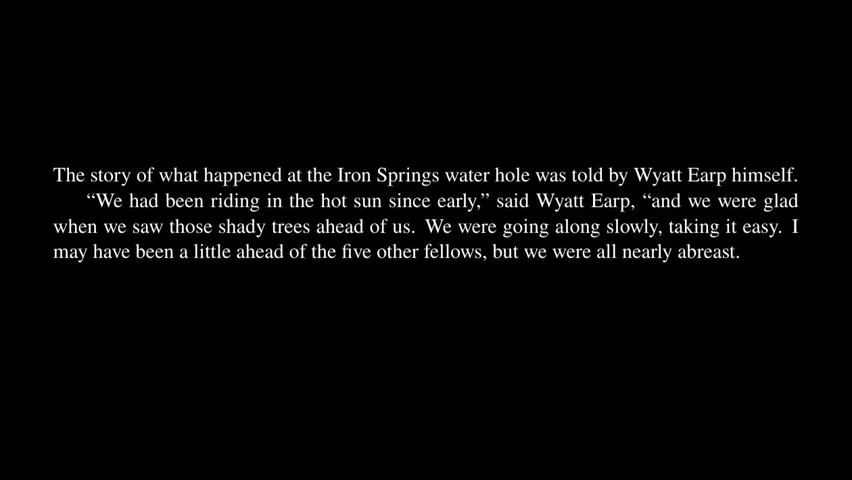 The story of what happened at the Iron Springs water hole was told by Wyatt Earp himself.
“We had been riding in the hot sun since early,” said Wyatt Earp, “and we were glad
when we saw those shady trees ahead of us. We were going along slowly, taking it easy. I
may have been a little ahead of the five other fellows, but we were all nearly abreast.